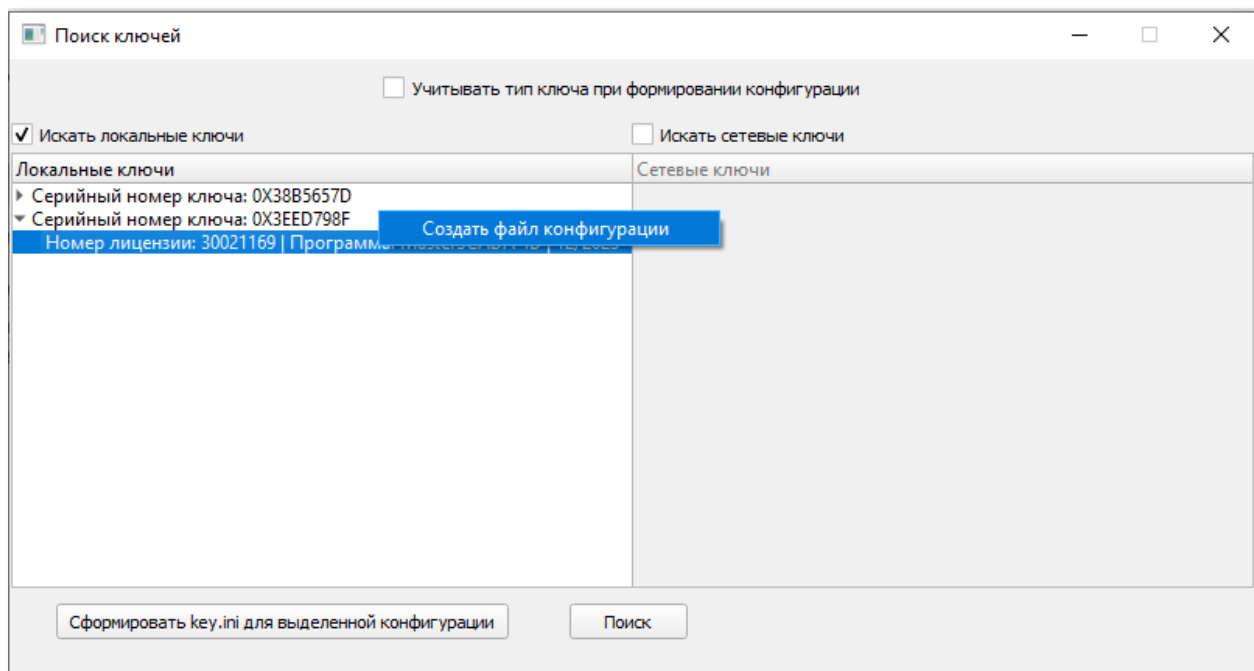 Поиск ключей
Учитывать тип ключа при формировании конфигурации
Искать локальные ключи
Искать сетевые ключи
Локальные ключи
Сетевые ключи
Серийный номер ключа: 0X38B5657D
Серийный номер ключа: 0X3EED798F
Создать файл конфигурации
Номер лицензии: 30021169 | Программа:
Сформировать key.ini для выделенной конфигурации
Поиск